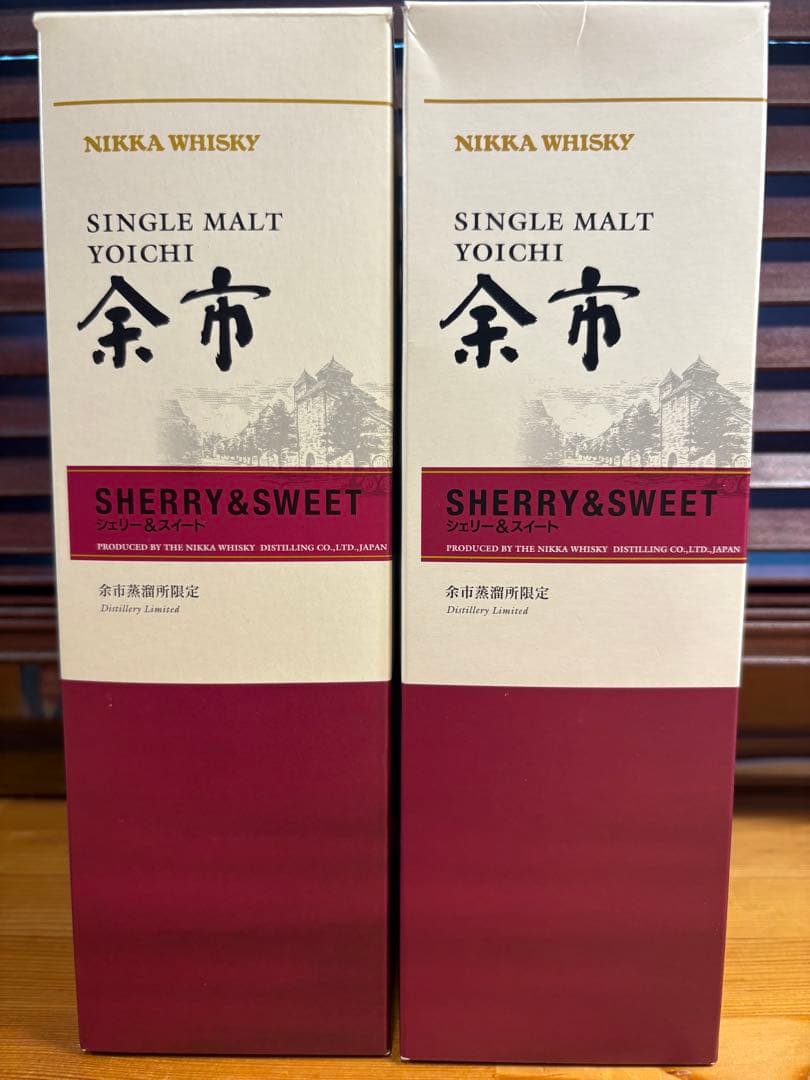 NIKKA WHISKY
SINGLE MALT
YOICHI
余市
SHERRY&SWEET
シェリー&スイート
PRODUCED BY THE NIKKA WHISKY DISTILLING CO.,LTD.,JAPAN
余市蒸溜所限定
Distillery Limited
NIKKA WHISKY
SINGLE MALT
YOICHI
余市
SHERRY&SWEET
シェリー&スイート
PRODUCED BY THE NIKKA WHISKY DISTILLING CO.,LTD.,JAPAN
余市蒸溜所限定
Distillery Limited